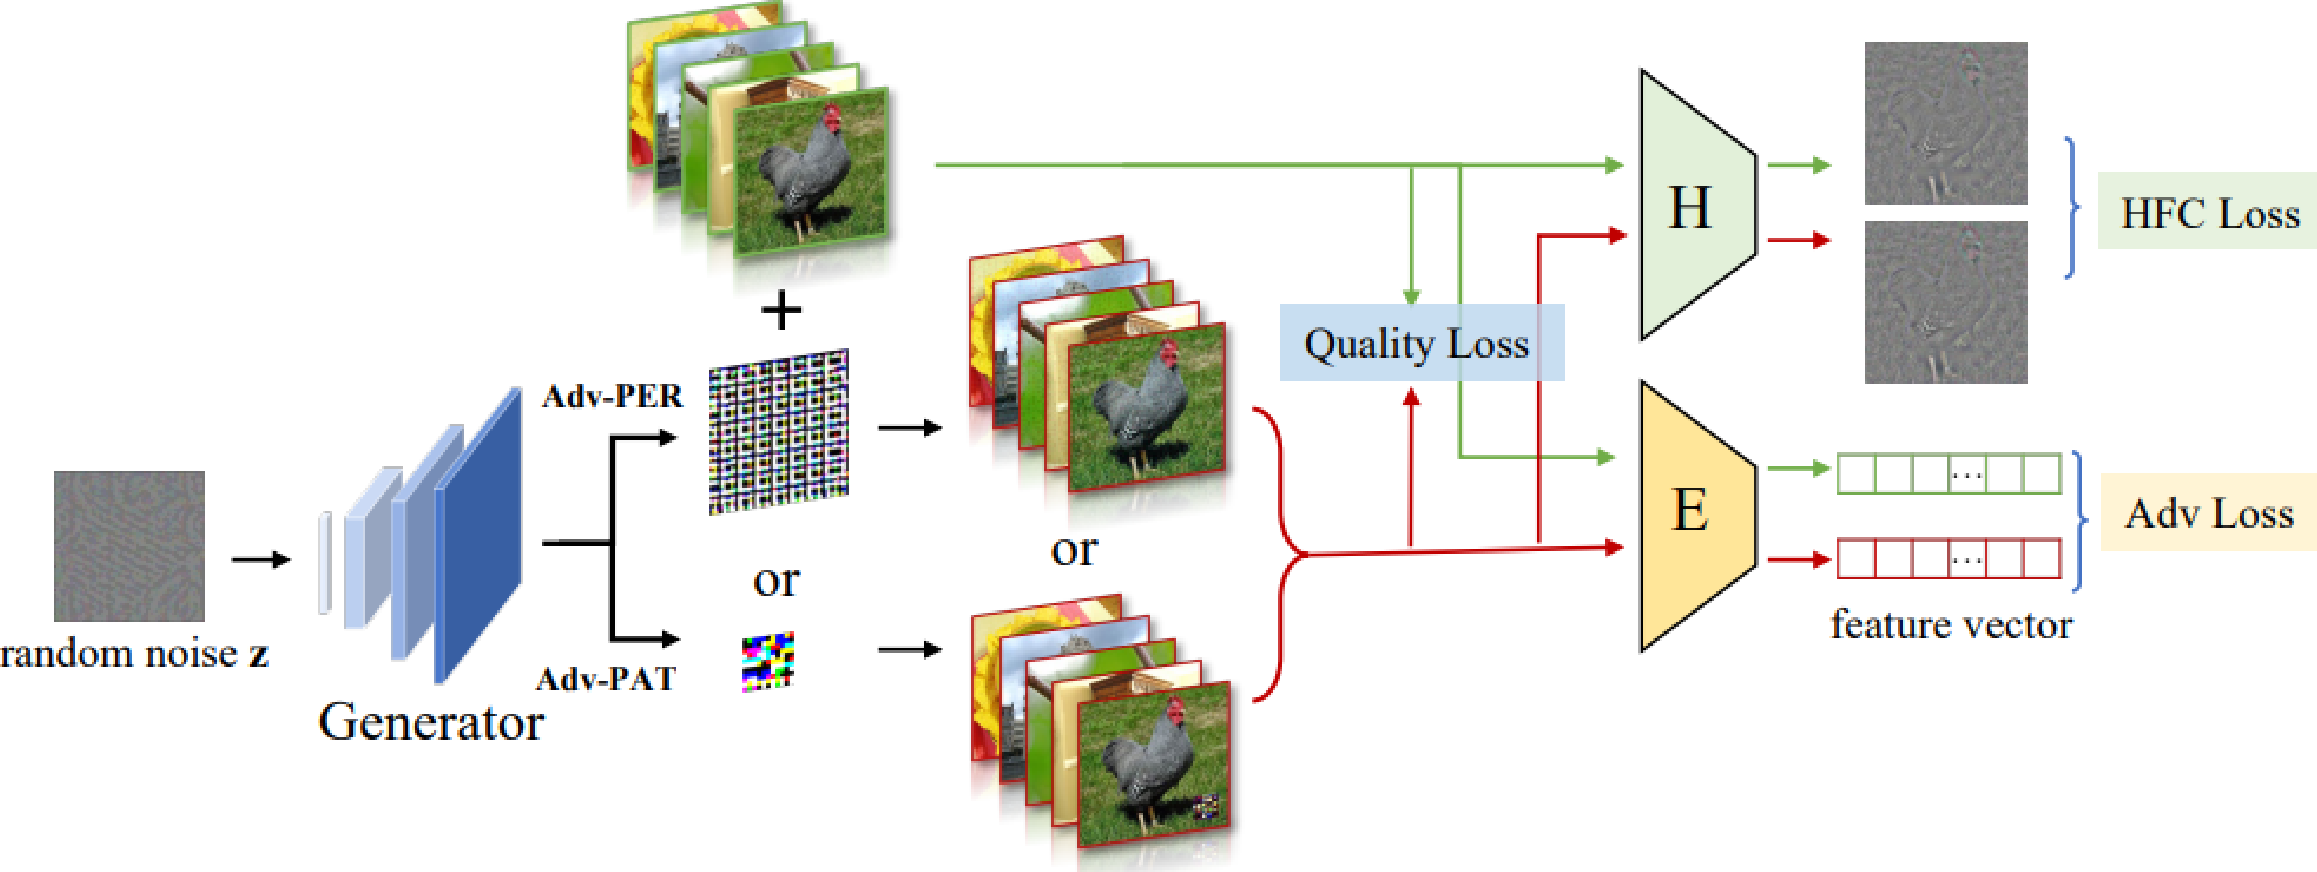 +
Adv-PER
random noise z
Generator
or
Adv-PAT
or
Quality Loss
H
HFC Loss
E
...
...
Adv Loss
feature vector